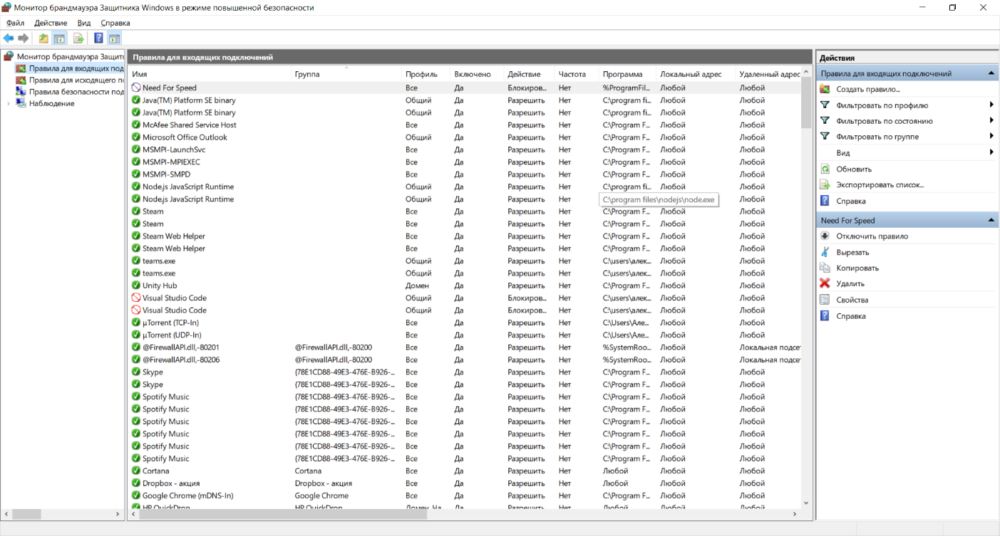 Монитор брандмауэра Защитника Windows в режиме повышенной безопасности
Файл Действие Вид Справка
Монитор брандмауэра Защит
Правила для входящих под
Правила для исходящего п
Правила безопасности под
Наблюдение
Правила для входящих подключений
Имя Группа Профиль Включено Действие Частота Программа Локальный адрес Удаленный адрес
Need For Speed Все Да Блокиров... Нет %ProgramFil... Любой Любой
Java(TM) Platform SE binary Общий Да Разрешить Нет C:\program fi... Любой Любой
Java(TM) Platform SE binary Общий Да Разрешить Нет C:\program fi... Любой Любой
McAfee Shared Service Host Все Да Разрешить Нет C:\Program F... Любой Любой
Microsoft Office Outlook Общий Да Разрешить Нет C:\Program F... Любой Любой
MSMPI-LaunchSvc Все Да Разрешить Нет C:\Program F... Любой Любой
MSMPI-MPIEXEC Все Да Разрешить Нет C:\Program F... Любой Любой
MSMPI-SMPD Все Да Разрешить Нет C:\Program F... Любой Любой
Node.js JavaScript Runtime Общий Да Разрешить Нет C:\program fi... Любой Любой
Node.js JavaScript Runtime Общий Да Разрешить Нет C:\program files\nodejs\node.exe Любой
Steam Все Да Разрешить Нет C:\Program F... Любой Любой
Steam Все Да Разрешить Нет C:\Program F... Любой Любой
Steam Web Helper Все Да Разрешить Нет C:\Program F... Любой Любой
Steam Web Helper Все Да Разрешить Нет C:\Program F... Любой Любой
teams.exe Общий Да Разрешить Нет C:\users\алек... Любой Любой
teams.exe Общий Да Разрешить Нет C:\users\алек... Любой Любой
Unity Hub Домен Да Разрешить Нет C:\Program F... Любой Любой
Visual Studio Code Общий Да Блокиров... Нет C:\users\алек... Любой Любой
Visual Studio Code Общий Да Блокиров... Нет C:\users\алек... Любой Любой
µTorrent (TCP-In) Все Да Разрешить Нет C:\Users\Але... Любой Любой
µTorrent (UDP-In) Все Да Разрешить Нет C:\Users\Але... Любой Любой
@FirewallAPI.dll,-80201 @FirewallAPI.dll,-80200 Все Да Разрешить Нет %SystemRoo... Любой Локальная подсет
@FirewallAPI.dll,-80206 @FirewallAPI.dll,-80200 Все Да Разрешить Нет %SystemRoo... Любой Локальная подсет
Skype {78E1CD88-49E3-476E-B926-... Все Да Разрешить Нет C:\Program F... Любой Любой
Skype {78E1CD88-49E3-476E-B926-... Все Да Разрешить Нет C:\Program F... Любой Любой
Spotify Music {78E1CD88-49E3-476E-B926-... Все Да Разрешить Нет C:\Program F... Любой Любой
Spotify Music {78E1CD88-49E3-476E-B926-... Все Да Разрешить Нет C:\Program F... Любой Любой
Spotify Music {78E1CD88-49E3-476E-B926-... Все Да Разрешить Нет C:\Program F... Любой Любой
Spotify Music {78E1CD88-49E3-476E-B926-... Все Да Разрешить Нет C:\Program F... Любой Любой
Spotify Music {78E1CD88-49E3-476E-B926-... Все Да Разрешить Нет C:\Program F... Любой Любой
Spotify Music {78E1CD88-49E3-476E-B926-... Все Да Разрешить Нет C:\Program F... Любой Любой
Cortana Cortana Все Да Разрешить Нет Любой Любой Любой
Dropbox - акция Dropbox - акция Все Да Разрешить Нет Любой Любой Любой
Google Chrome (mDNS-In) Google Chrome Все Да Разрешить Нет C:\Program F... Любой Любой
HP QuickDrop HP QuickDrop Домен, Ча... Да Разрешить Нет Любой Любой Любой
Действия
Правила для входящих подключений
Создать правило...
Фильтровать по профилю
Фильтровать по состоянию
Фильтровать по группе
Вид
Обновить
Экспортировать список...
Справка
Need For Speed
Отключить правило
Вырезать
Копировать
Удалить
Свойства
Справка